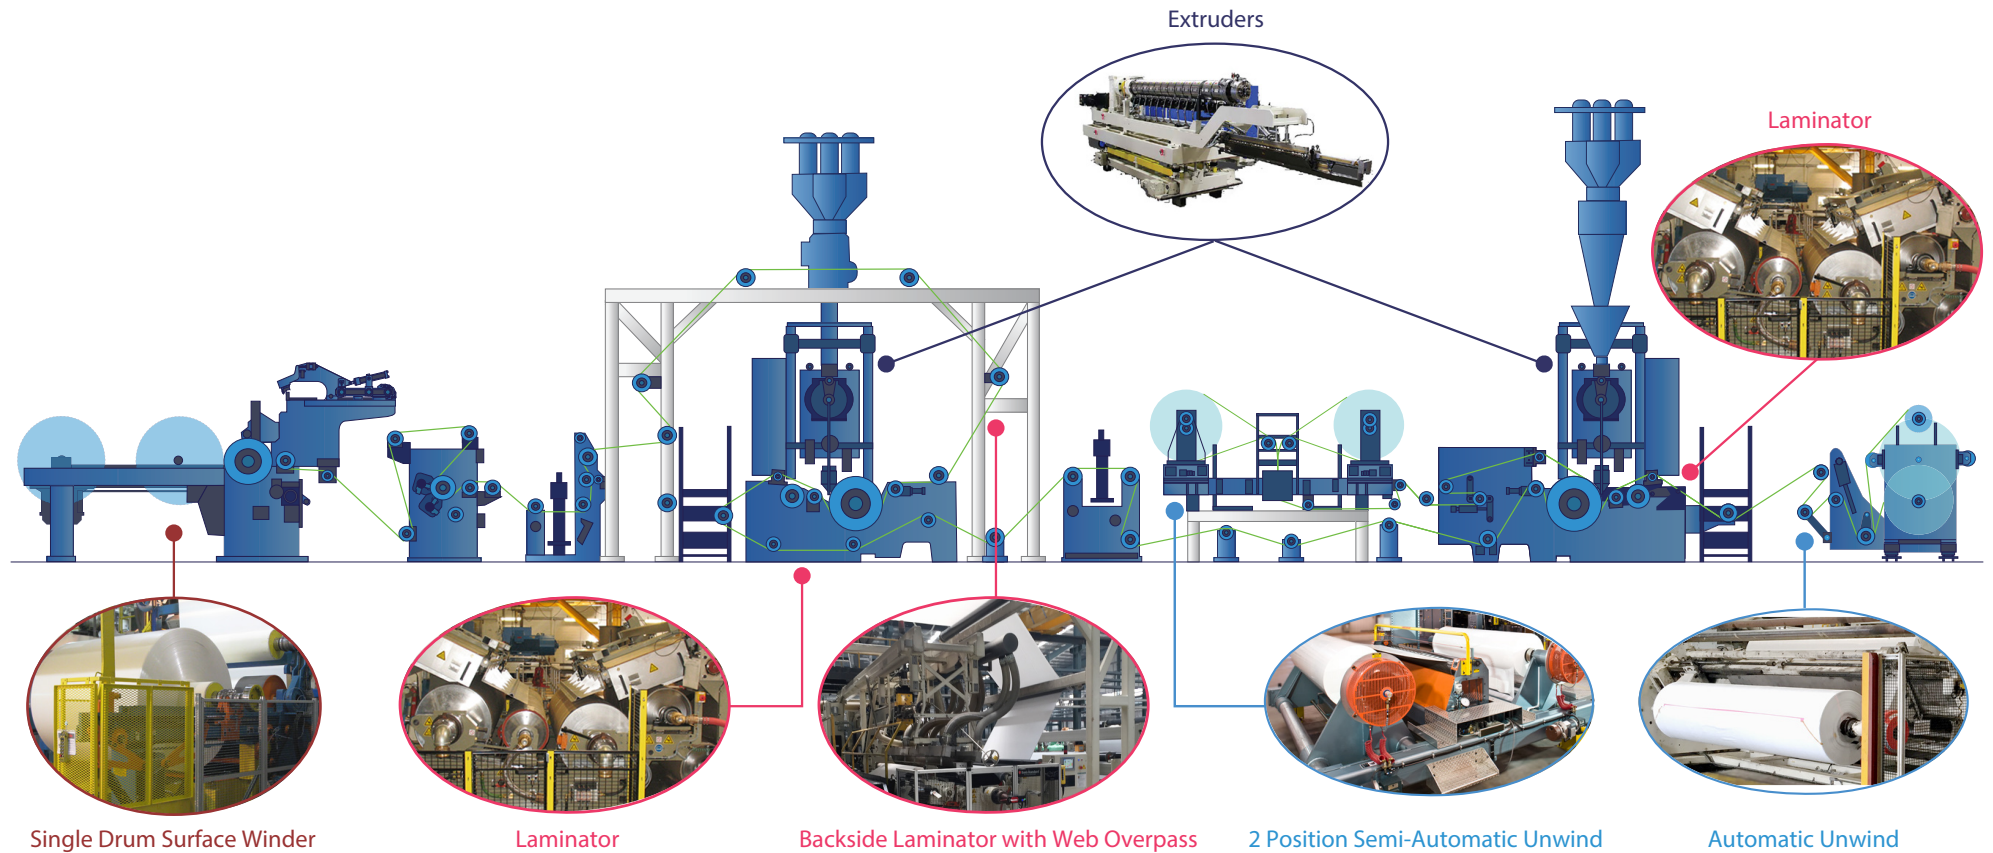 Extruders
Laminator
Single Drum Surface Winder
Laminator
Backside Laminator with Web Overpass
2 Position Semi-Automatic Unwind
Automatic Unwind